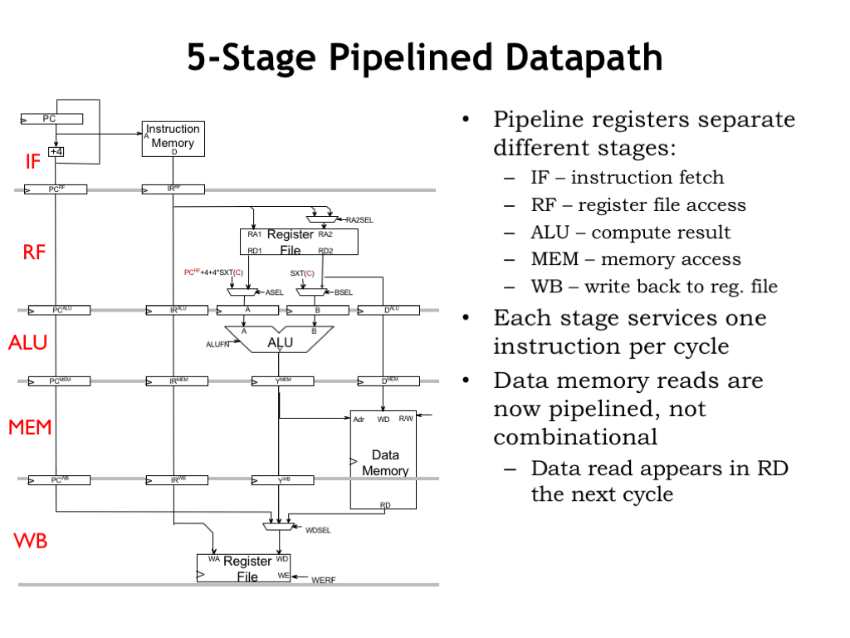 5-Stage Pipelined Datapath
PC
Instruction
Memory
A
D
+4
IF
PC^RF
IR^RF
RA2SEL
RA1 Register RA2
File
RD1 RD2
RF
PC^RF+4+4*SXT(C)
SXT(C)
ASEL
BSEL
PC^ALU
IR^ALU
A
B
D^ALU
A
B
ALU
ALU
ALUFN
PC^MEM
IR^MEM
Y^MEM
D^MEM
MEM
Adr WD R/W
Data
Memory
RD
PC^WB
IR^WB
Y^WB
WDSEL
WB
WA Register WD
File WE
WERF
• Pipeline registers separate
different stages:
– IF – instruction fetch
– RF – register file access
– ALU – compute result
– MEM – memory access
– WB – write back to reg. file
• Each stage services one
instruction per cycle
• Data memory reads are
now pipelined, not
combinational
– Data read appears in RD
the next cycle